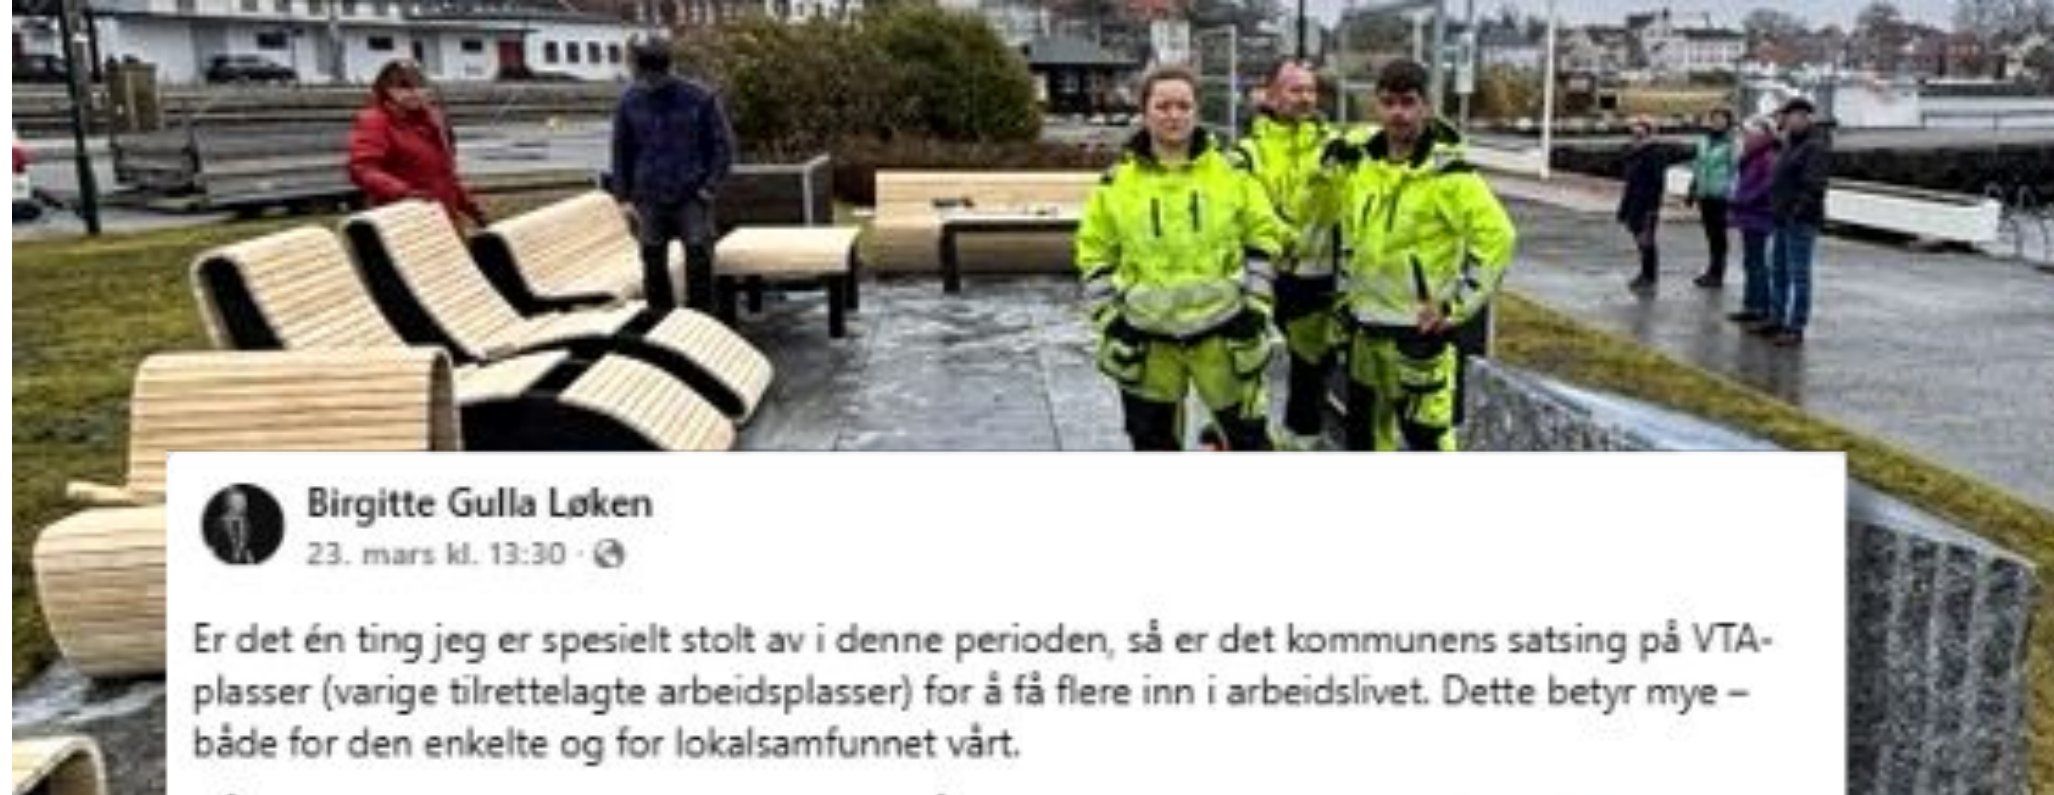 Birgitte Gulla Løken
23. mars kl. 13:30 ·
Er det én ting jeg er spesielt stolt av i denne perioden, så er det kommunens satsing på VTA-
plasser (varige tilrettelagte arbeidsplasser) for å få flere inn i arbeidslivet. Dette betyr mye –
både for den enkelte og for lokalsamfunnet vårt.